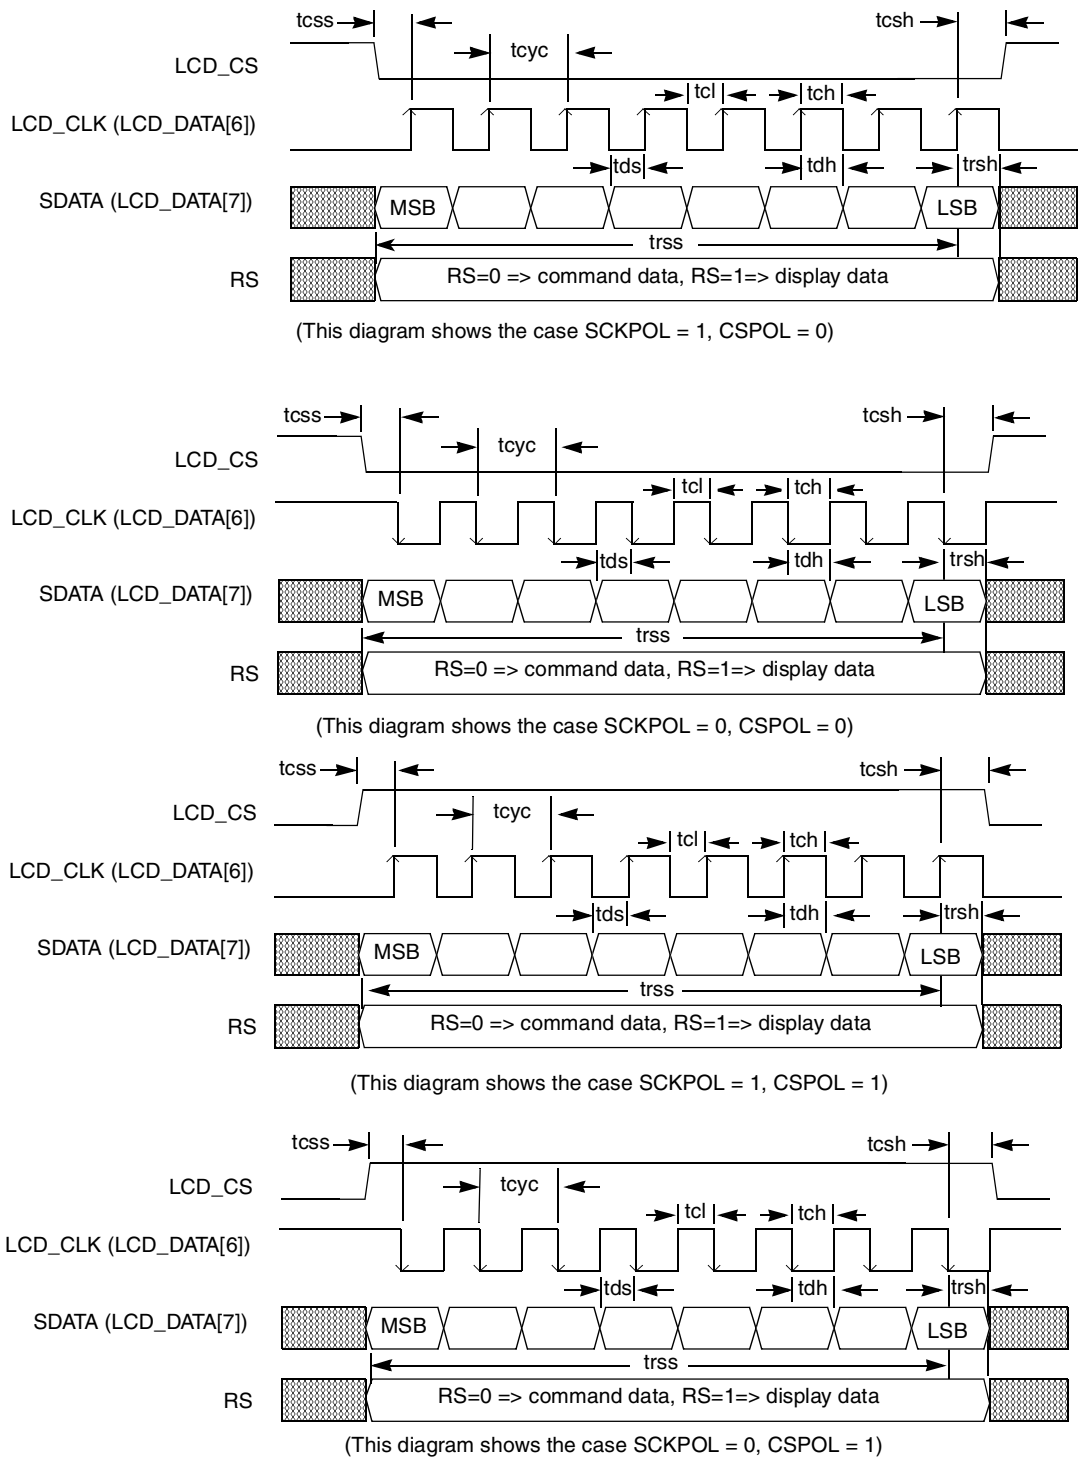 tcss
tcsh
tcyc
LCD_CS
tcl
tch
LCD_CLK (LCD_DATA[6])
tds
tdh
trsh
SDATA (LCD_DATA[7])
MSB
LSB
trss
RS
RS=0 => command data, RS=1=> display data
(This diagram shows the case SCKPOL = 1, CSPOL = 0)
tcss
tcsh
tcyc
LCD_CS
tcl
tch
LCD_CLK (LCD_DATA[6])
tds
tdh
trsh
SDATA (LCD_DATA[7])
MSB
LSB
trss
RS
RS=0 => command data, RS=1=> display data
(This diagram shows the case SCKPOL = 0, CSPOL = 0)
tcss
tcsh
LCD_CS
tcyc
tcl
tch
LCD_CLK (LCD_DATA[6])
tds
tdh
trsh
SDATA (LCD_DATA[7])
MSB
LSB
trss
RS
RS=0 => command data, RS=1=> display data
(This diagram shows the case SCKPOL = 1, CSPOL = 1)
tcss
tcsh
LCD_CS
tcyc
tcl
tch
LCD_CLK (LCD_DATA[6])
tds
tdh
trsh
SDATA (LCD_DATA[7])
MSB
LSB
trss
RS
RS=0 => command data, RS=1=> display data
(This diagram shows the case SCKPOL = 0, CSPOL = 1)